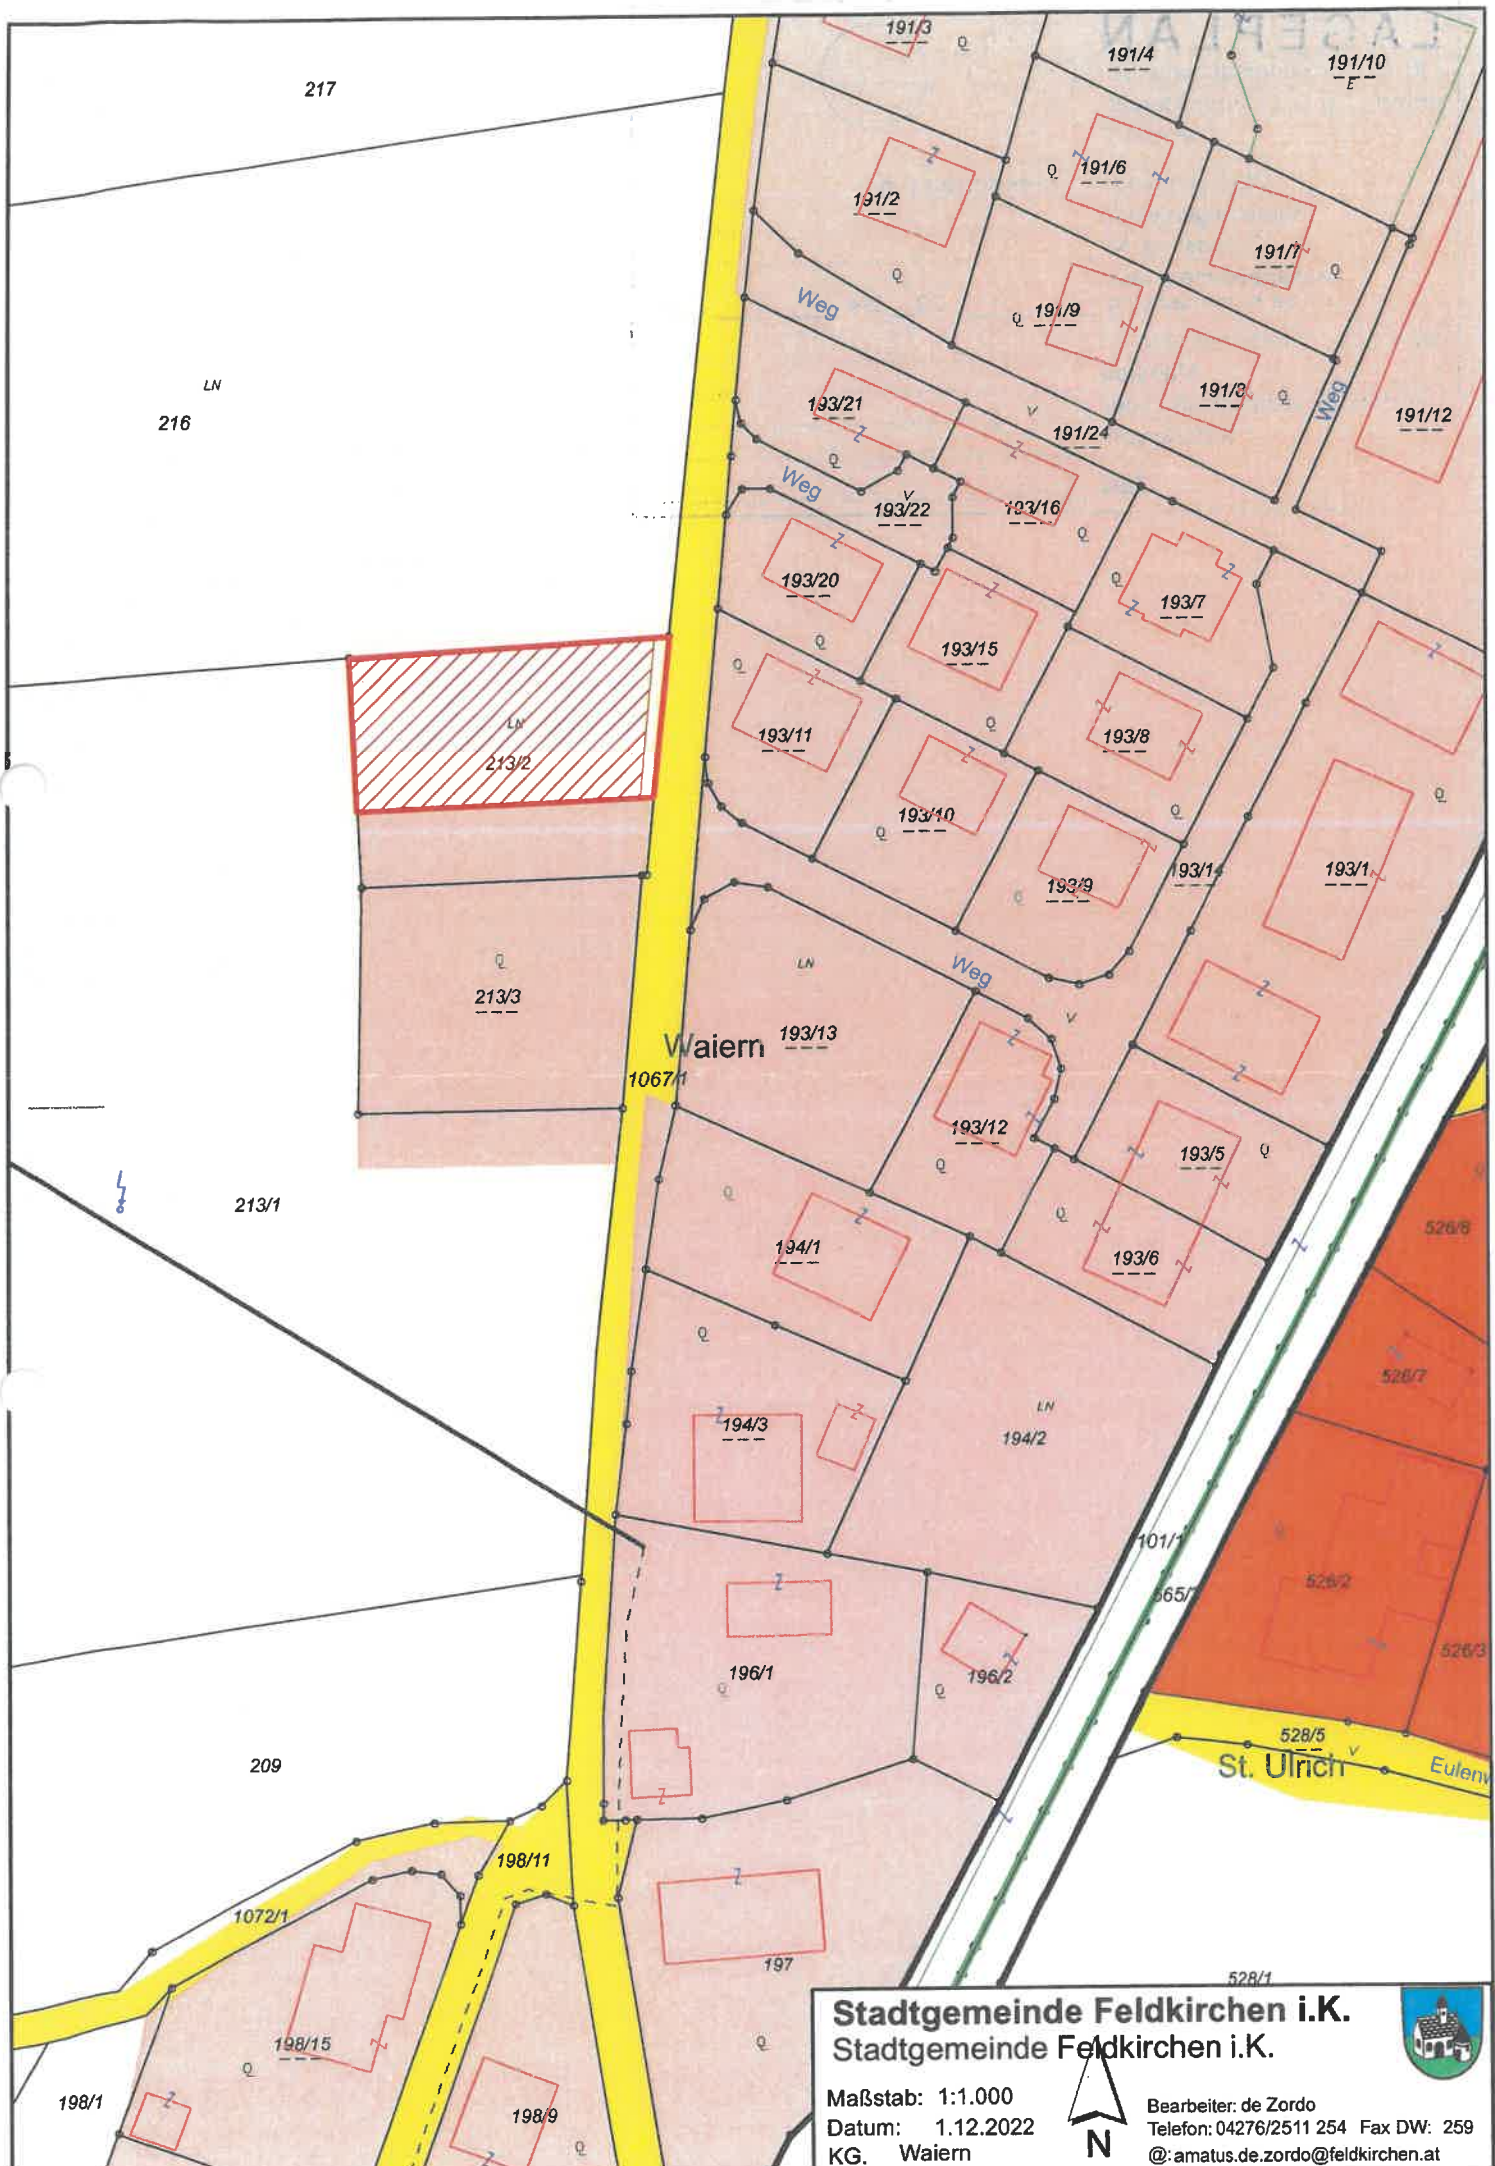 LAGEPLAN
191/3
Q
191/4
191/10
E
217
191/2
Q
Q
191/6
191/7
Q
Weg
Q
191/9
LN
216
193/21
Q
V
191/24
Q
Weg
191/12
Weg
V
193/22
193/16
Q
193/20
Q
Q
193/7
193/15
Q
LN
213/2
Q
193/11
193/8
Q
Q
193/10
Q
193/9
Q
193/14
193/1
Q
213/3
LN
193/13
Weg
V
Waiern
1067/1
193/12
Q
193/5
Q
213/1
Q
194/1
Q
193/6
526/8
Q
526/7
194/3
LN
194/2
101/1
526/2
526/3
196/1
Q
196/2
Q
209
528/5
V
St. Ulrich
198/11
1072/1
197
528/1
198/15
Q
Q
198/1
198/9
Q
Stadtgemeinde Feldkirchen i.K.
Stadtgemeinde Feldkirchen i.K.
Maßstab: 1:1.000
Datum: 1.12.2022
KG. Waiern
N
Bearbeiter: de Zordo
Telefon: 04276/2511 254 Fax DW: 259
@: amatus.de.zordo@feldkirchen.at